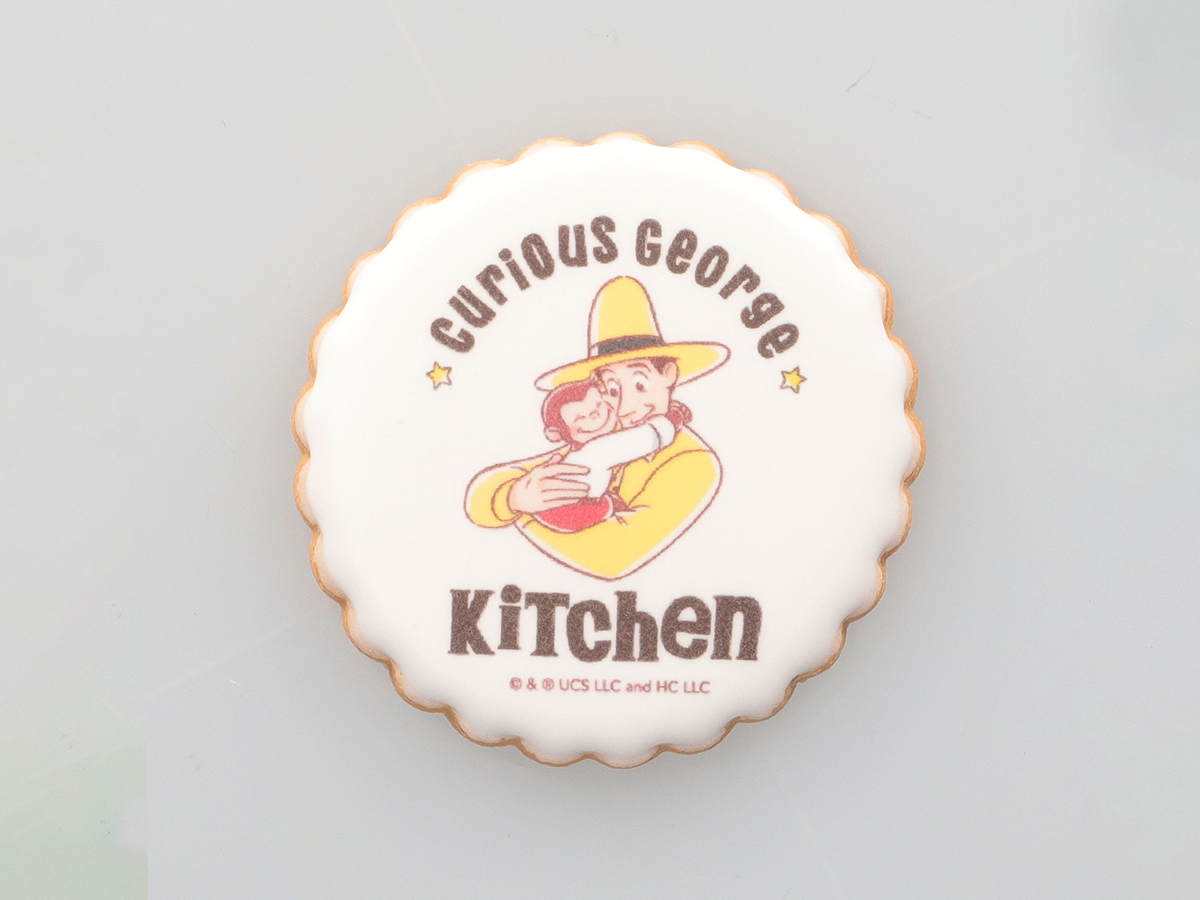 Curious George
Kitchen
© & ® UCS LLC and HC LLC